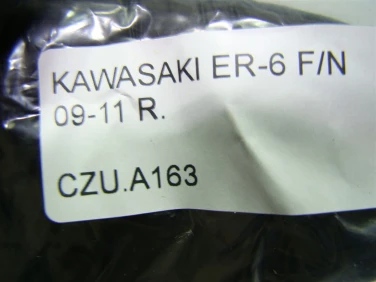 KAWASAKI ER-6 F/N
09-11 R.
CZU.A163